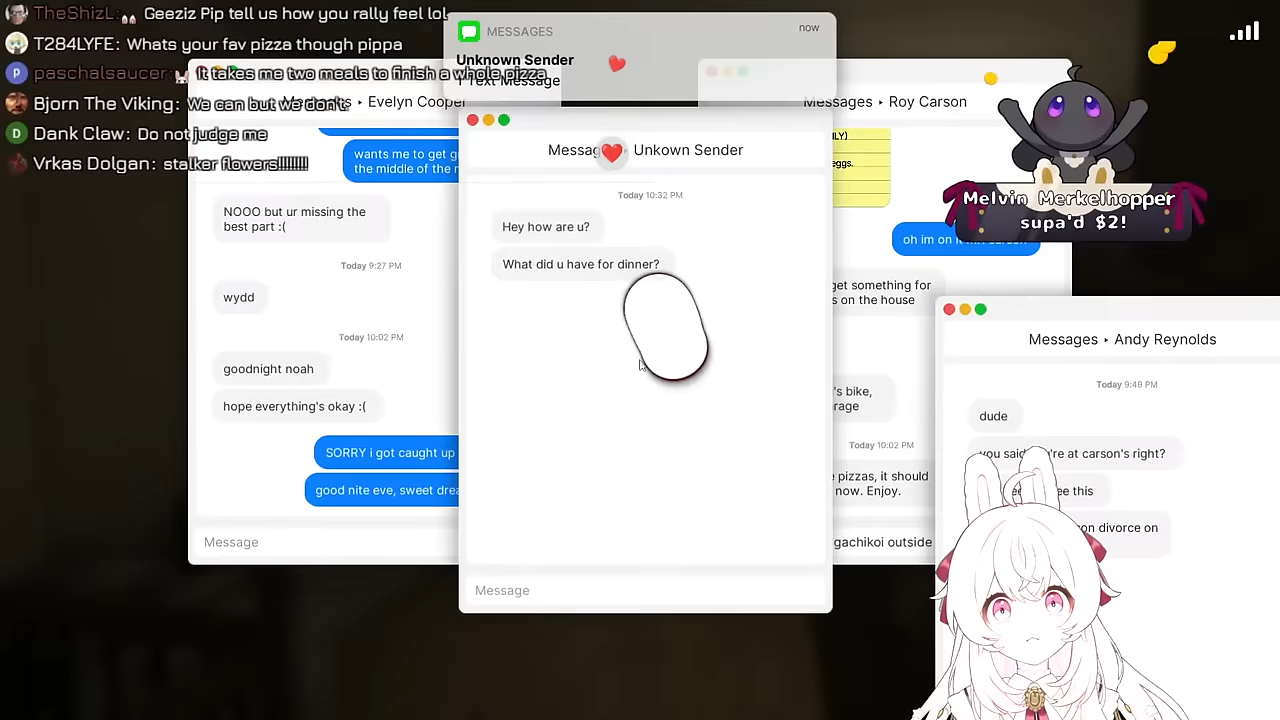 TheShizL: Geeziz Pip tell us how you rally feel lol
T284LYFE: Whats your fav pizza though pippa
paschalsaucer: It takes me two meals to finish a whole pizza
Bjorn The Viking: We can but we don't.
Dank Claw: Do not judge me
Vrkas Dolgan: stalker flowers!!!!!!!!
MESSAGES
now
Unknown Sender
1 Text Message
Evelyn Cooper
wants me to get g
the middle of the
NOOO but ur missing the
best part :(
Today 9:27 PM
wydd
Today 10:02 PM
goodnight noah
hope everything's okay :(
SORRY i got caught up
good nite eve, sweet drea
Message
Messag
Unkown Sender
Today 10:32 PM
Hey how are u?
What did u have for dinner?
Message
Messages ‣ Roy Carson
LY)
eggs.
oh im on it
get something for
s on the house
's bike,
arage
Today 10:02 PM
e pizzas, it should
now. Enjoy.
gachikoi outside
Melvin Merkelhopper
supa'd $2!
Messages ‣ Andy Reynolds
Today 9:49 PM
dude
you said
're at carson's right?
ee this
on divorce on